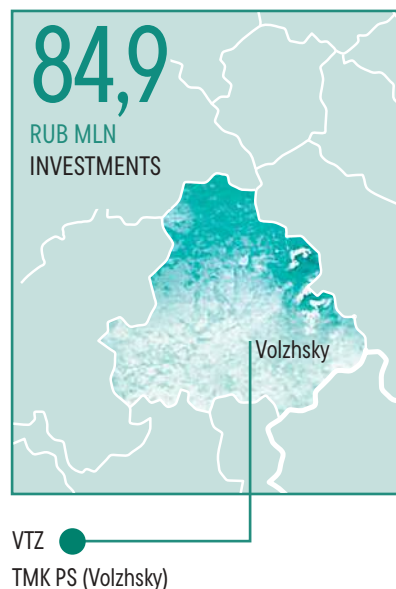 84,9
RUB MLN
INVESTMENTS
Volzhsky
VTZ
TMK PS (Volzhsky)